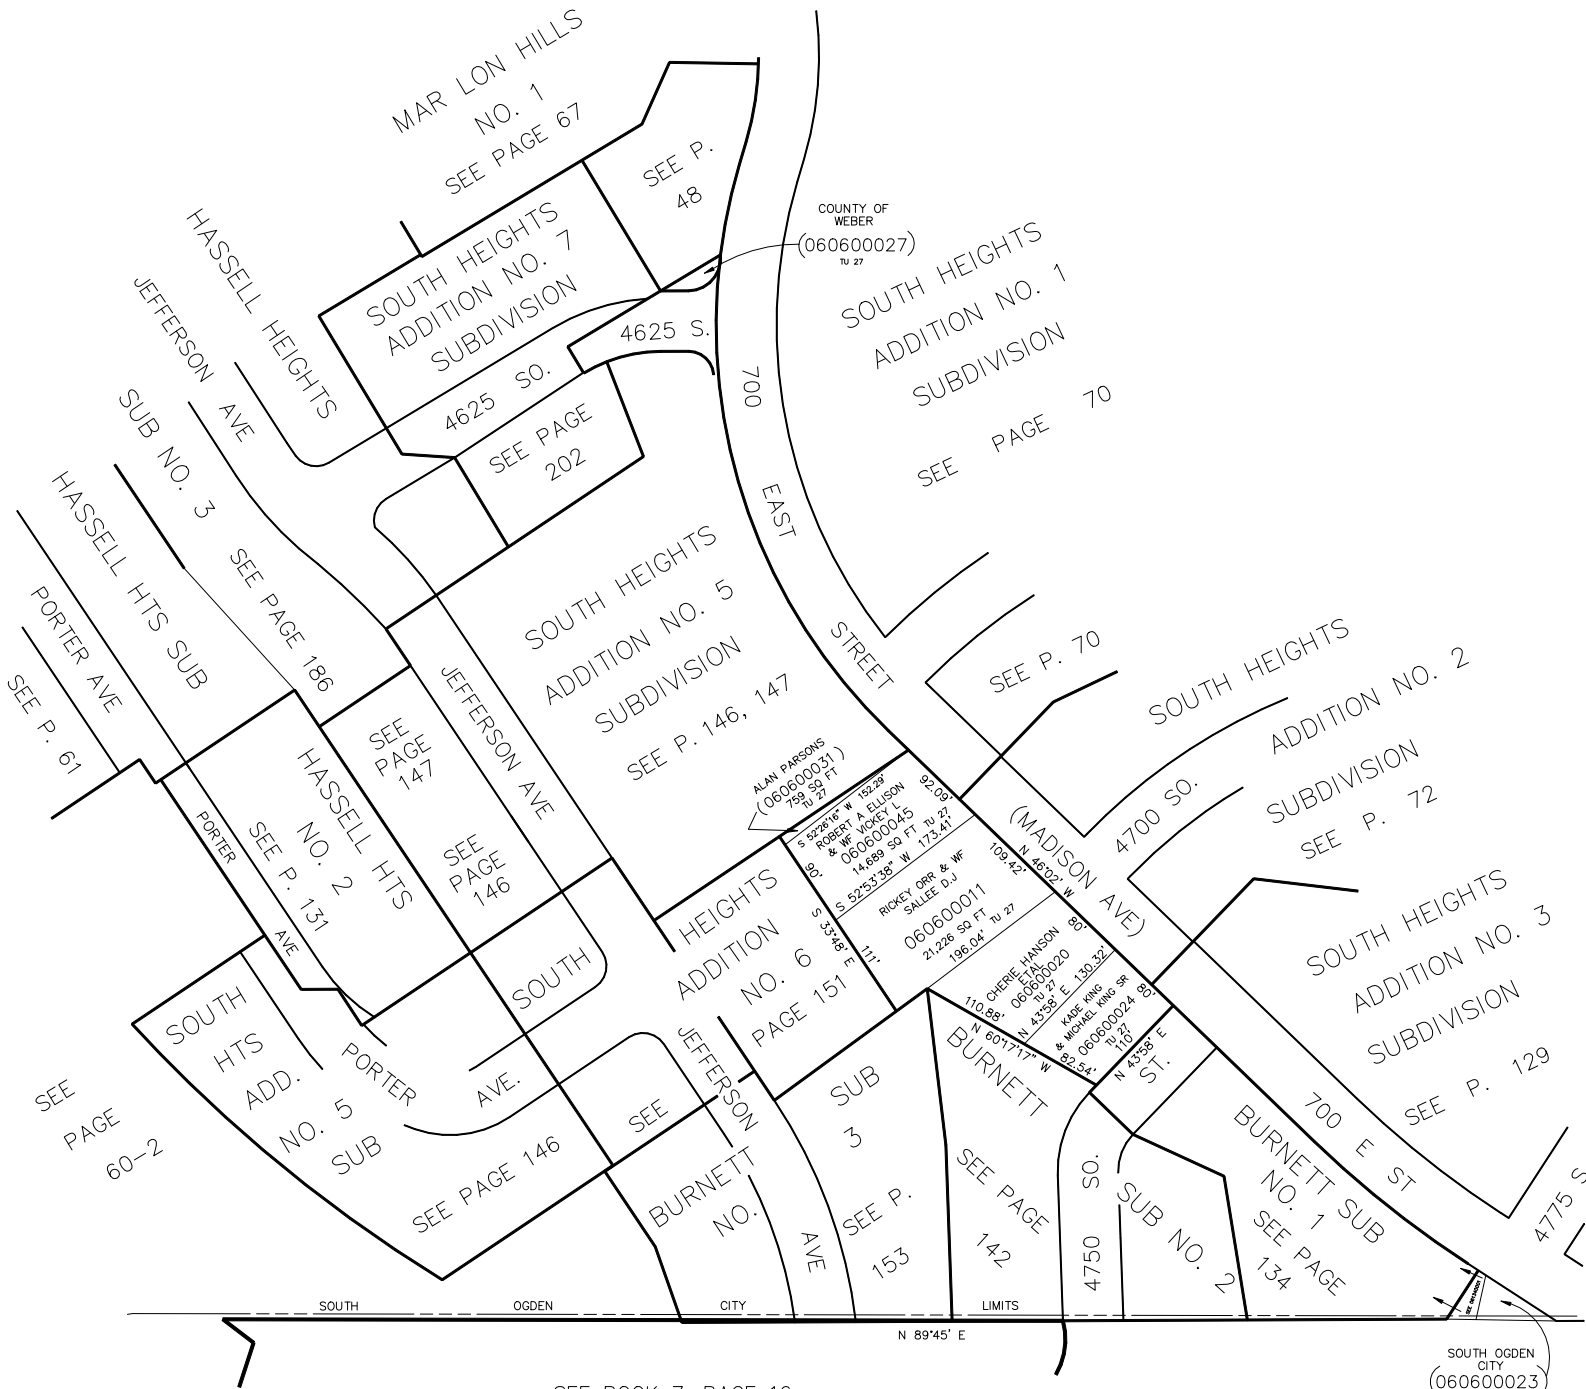 MAR LON HILLS
NO. 1
SEE PAGE 67
SEE P.
48
COUNTY OF
WEBER
(060600027)
TU 27
HASSELL HEIGHTS
JEFFERSON AVE
SOUTH HEIGHTS
ADDITION NO. 7
SUBDIVISION
4625 SO.
4625 S.
SOUTH HEIGHTS
ADDITION NO. 1
SUBDIVISION
SEE PAGE 70
700 EAST STREET
(MADISON AVE)
SUB NO. 3
SEE PAGE 186
SEE PAGE
202
HASSELL HTS SUB
PORTER AVE
SEE P. 61
SOUTH HEIGHTS
ADDITION NO. 5
SUBDIVISION
SEE P. 146, 147
JEFFERSON AVE
SEE
PAGE
147
SEE
PAGE
146
HASSELL HTS
NO. 2
SEE P. 131
PORTER
AVE
SEE P. 70
SOUTH HEIGHTS
ADDITION NO. 2
SUBDIVISION
SEE P. 72
4700 SO.
ALAN PARSONS
(060600031)
759 SQ FT
TU 27
S 52°26'16" W 152.29'
92.09'
ROBERT A ELLISON
& WF VICKEY L
060600045
14,689 SQ FT TU 27
90'
S 52°53'38" W 173.41'
N 46°02' W
109.42'
RICKEY ORR & WF
SALLEE D.J
060600011
21,226 SQ FT TU 27
196.04'
S 33°48' E 111'
80'
CHERIE HANSON
ETAL
060600020
TU 27
110.88'
N 43°58' E 130.32'
80'
KADE KING
& MICHAEL KING SR
060600024
TU 27
110'
N 60°17'17" W
82.54'
N 43°58' E
SOUTH
HEIGHTS
ADDITION
NO. 6
PAGE 151
SOUTH HEIGHTS
ADDITION NO. 3
SUBDIVISION
SEE P. 129
SOUTH
HTS
ADD.
NO. 5
SUB
SEE PAGE 146
PORTER AVE.
SEE
PAGE
60-2
SEE
JEFFERSON
AVE
BURNETT
NO.
SUB
3
SEE P.
153
BURNETT
SEE PAGE
142
ST.
4750 SO.
SUB NO. 2
BURNETT SUB
NO. 1
SEE PAGE
134
700 E ST
4775 S
SOUTH OGDEN CITY LIMITS
N 89°45' E
SOUTH OGDEN
CITY
(060600023)
SEE BOOK 7, PAGE 10